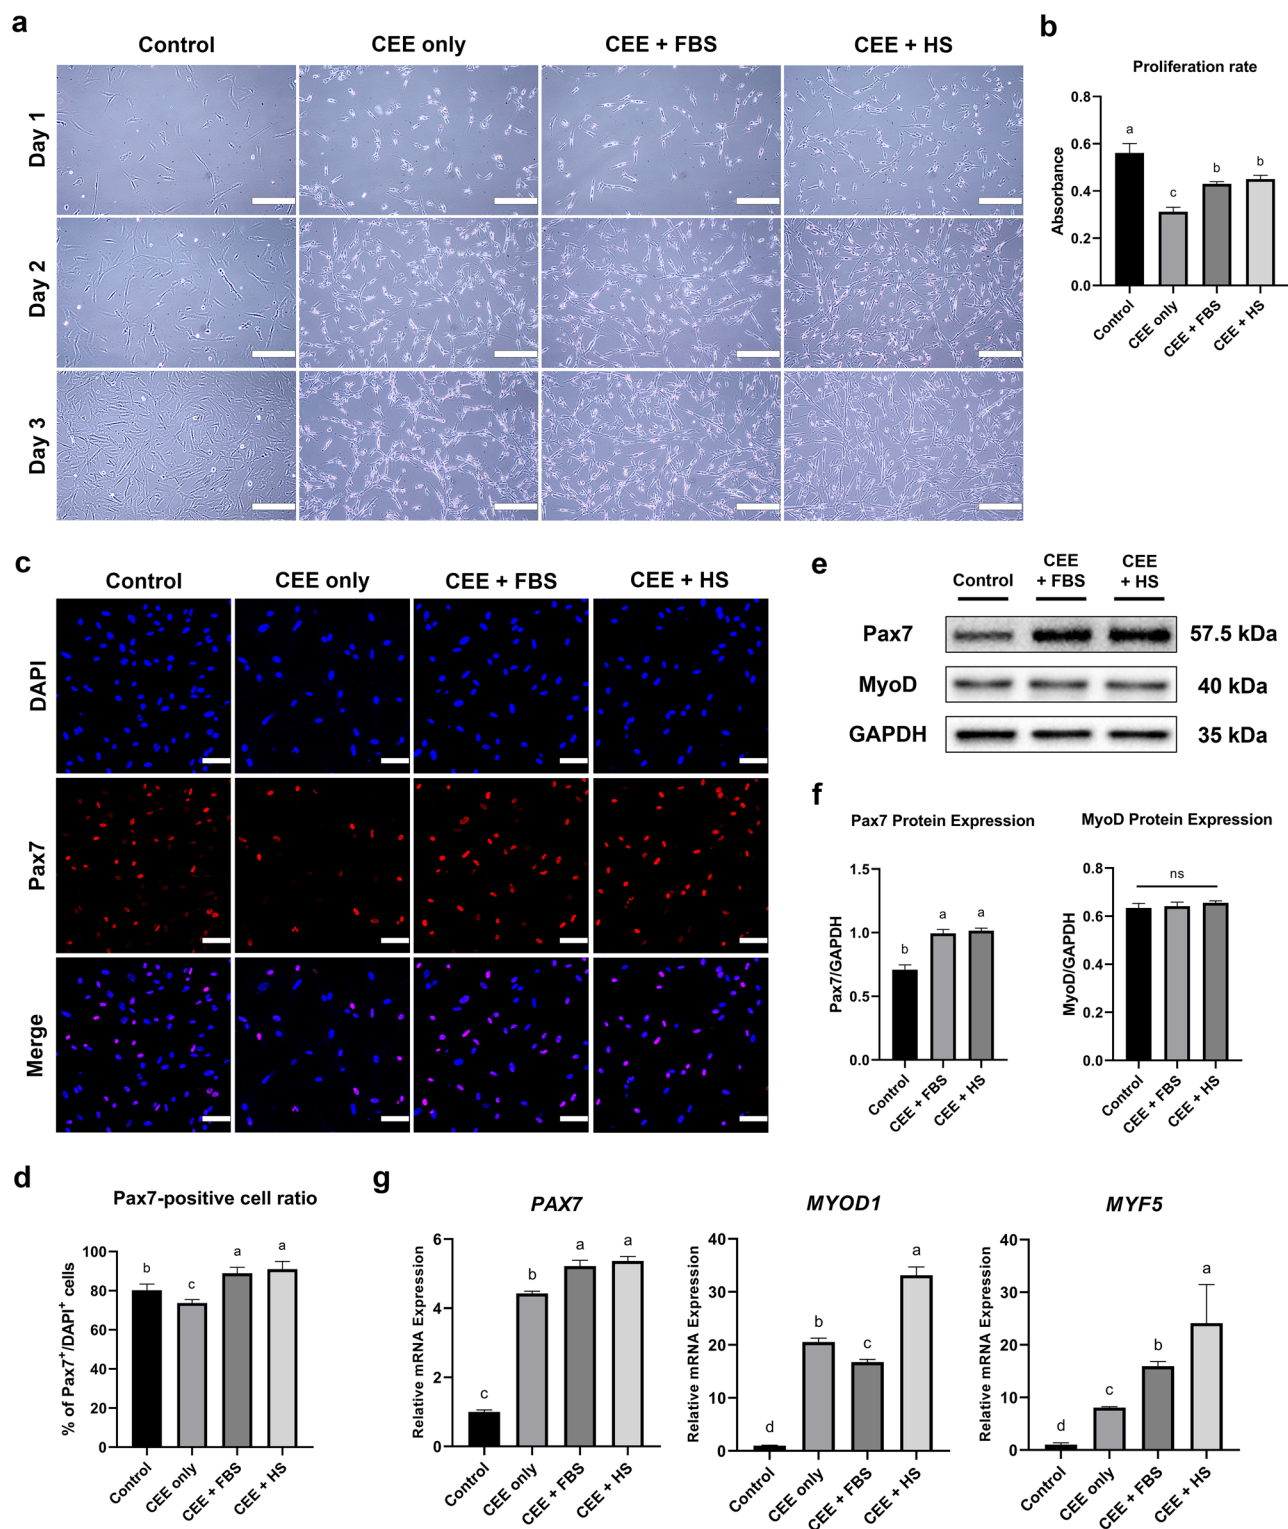 a
Control
CEE only
CEE + FBS
CEE + HS
Day 1
Day 2
Day 3
b
Proliferation rate
Absorbance
0.8
0.6
0.4
0.2
0.0
a
c
b
b
Control
CEE only
CEE + FBS
CEE + HS
c
Control
CEE only
CEE + FBS
CEE + HS
DAPI
Pax7
Merge
e
Control
CEE
+ FBS
CEE
+ HS
Pax7
57.5 kDa
MyoD
40 kDa
GAPDH
35 kDa
f
Pax7 Protein Expression
Pax7/GAPDH
1.5
1.0
0.5
0.0
b
a
a
Control
CEE + FBS
CEE + HS
MyoD Protein Expression
MyoD/GAPDH
0.8
0.6
0.4
0.2
0.0
ns
Control
CEE + FBS
CEE + HS
d
Pax7-positive cell ratio
% of Pax7⁺/DAPI⁺ cells
100
80
60
40
20
0
b
c
a
a
Control
CEE only
CEE + FBS
CEE + HS
g
PAX7
Relative mRNA Expression
6
4
2
0
c
b
a
a
Control
CEE only
CEE + FBS
CEE + HS
MYOD1
Relative mRNA Expression
40
30
20
10
0
d
b
c
a
Control
CEE only
CEE + FBS
CEE + HS
MYF5
Relative mRNA Expression
40
30
20
10
0
d
c
b
a
Control
CEE only
CEE + FBS
CEE + HS